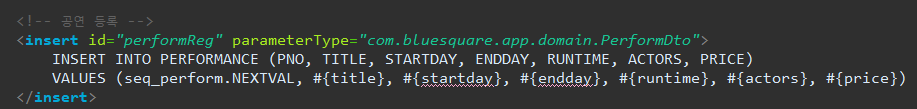 <!-- 공연 등록 -->
<insert id="performReg" parameterType="com.bluesquare.app.domain.PerformDto">
INSERT INTO PERFORMANCE (PNO, TITLE, STARTDAY, ENDDAY, RUNTIME, ACTORS, PRICE)
VALUES (seq_perform.NEXTVAL, #{title}, #{startday}, #{endday}, #{runtime}, #{actors}, #{price})
</insert>